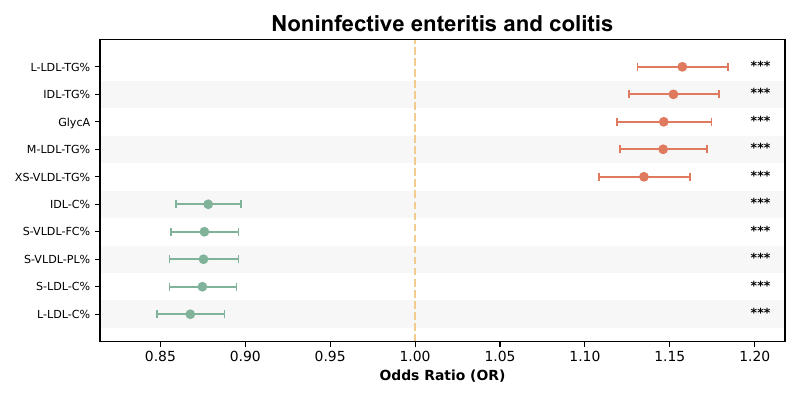 Noninfective enteritis and colitis
L-LDL-TG% ***
IDL-TG% ***
GlycA ***
M-LDL-TG% ***
XS-VLDL-TG% ***
IDL-C% ***
S-VLDL-FC% ***
S-VLDL-PL% ***
S-LDL-C% ***
L-LDL-C% ***
0.85 0.90 0.95 1.00 1.05 1.10 1.15 1.20
Odds Ratio (OR)